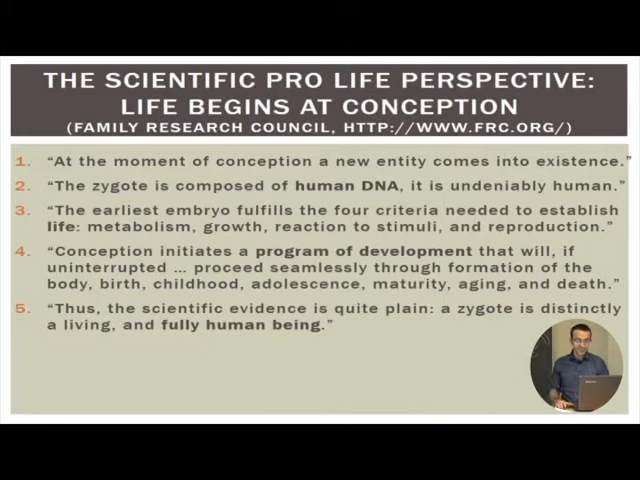 THE SCIENTIFIC PRO LIFE PERSPECTIVE:
LIFE BEGINS AT CONCEPTION
(FAMILY RESEARCH COUNCIL, HTTP://WWW.FRC.ORG/)
1. “At the moment of conception a new entity comes into existence.”
2. “The zygote is composed of human DNA, it is undeniably human.”
3. “The earliest embryo fulfills the four criteria needed to establish
life: metabolism, growth, reaction to stimuli, and reproduction.”
4. “Conception initiates a program of development that will, if
uninterrupted … proceed seamlessly through formation of the
body, birth, childhood, adolescence, maturity, aging, and death.”
5. “Thus, the scientific evidence is quite plain: a zygote is distinctly
a living, and fully human being.”